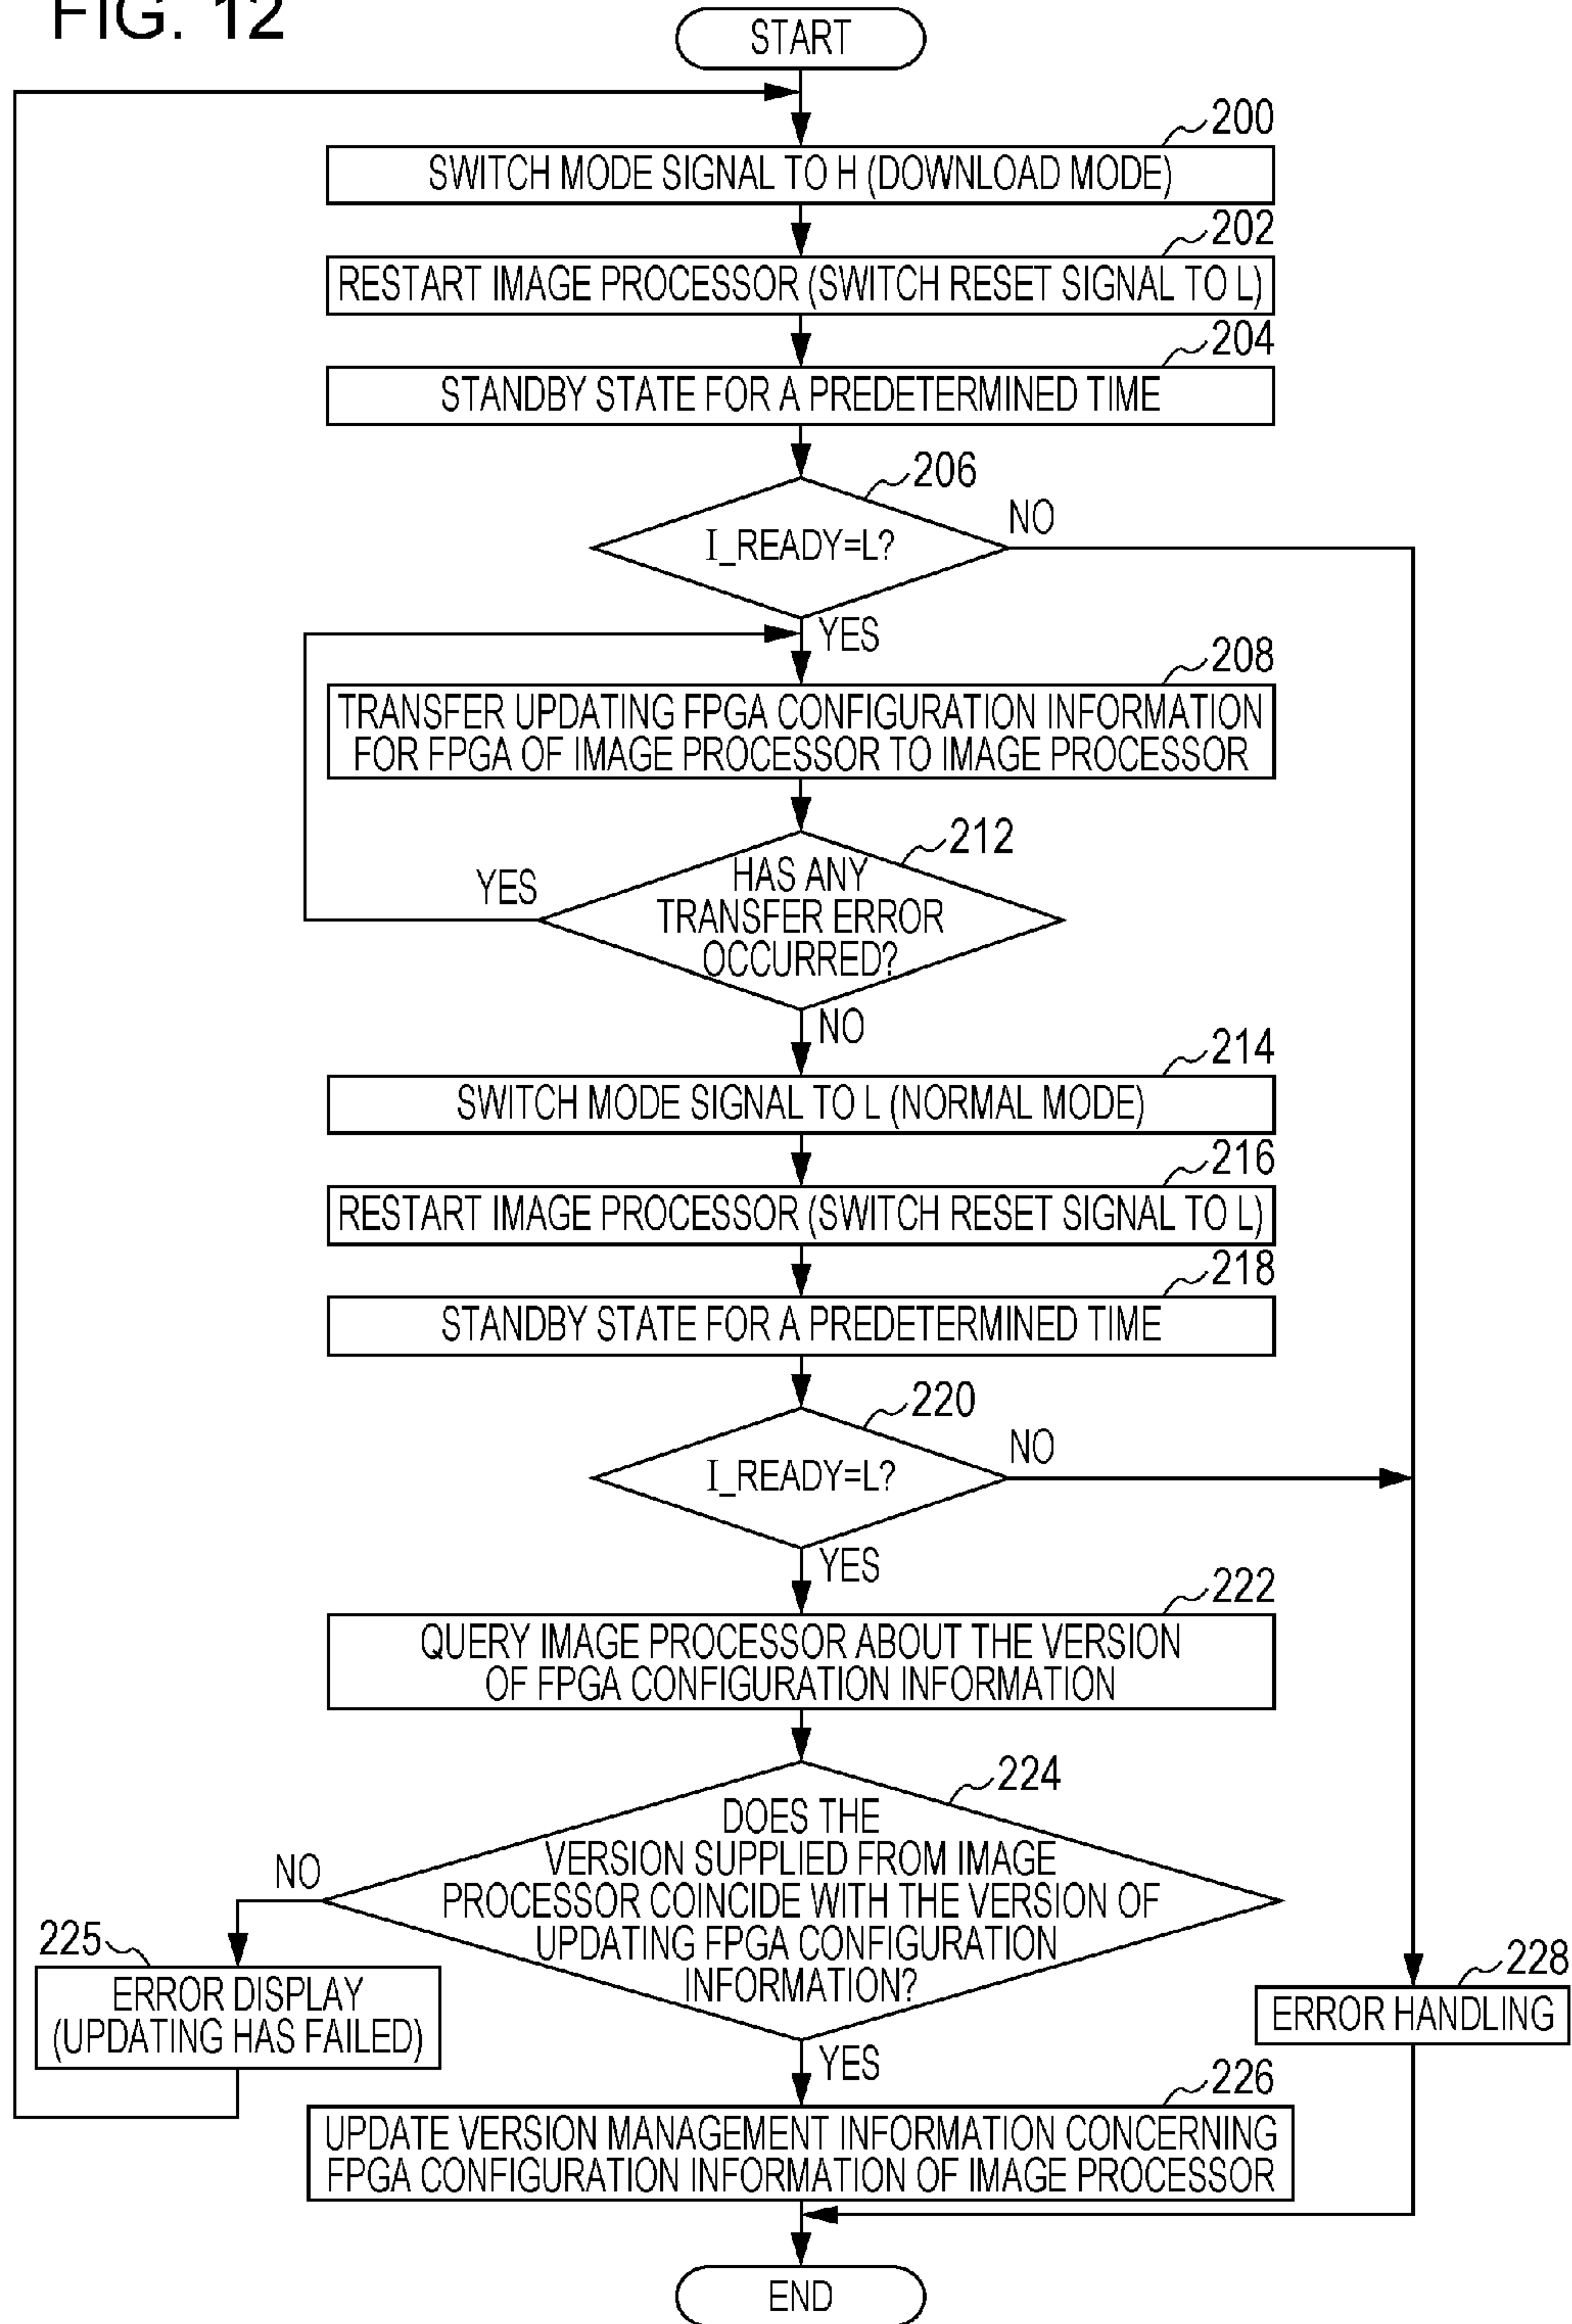 FIG. 12
START
200
SWITCH MODE SIGNAL TO H (DOWNLOAD MODE)
202
RESTART IMAGE PROCESSOR (SWITCH RESET SIGNAL TO L)
204
STANDBY STATE FOR A PREDETERMINED TIME
206
I_READY=L?
NO
YES
208
TRANSFER UPDATING FPGA CONFIGURATION INFORMATION
FOR FPGA OF IMAGE PROCESSOR TO IMAGE PROCESSOR
212
YES
HAS ANY
TRANSFER ERROR
OCCURRED?
NO
214
SWITCH MODE SIGNAL TO L (NORMAL MODE)
216
RESTART IMAGE PROCESSOR (SWITCH RESET SIGNAL TO L)
218
STANDBY STATE FOR A PREDETERMINED TIME
220
I_READY=L?
NO
YES
222
QUERY IMAGE PROCESSOR ABOUT THE VERSION
OF FPGA CONFIGURATION INFORMATION
224
DOES THE
VERSION SUPPLIED FROM IMAGE
PROCESSOR COINCIDE WITH THE VERSION OF
UPDATING FPGA CONFIGURATION
INFORMATION?
NO
225
ERROR DISPLAY
(UPDATING HAS FAILED)
228
ERROR HANDLING
YES
226
UPDATE VERSION MANAGEMENT INFORMATION CONCERNING
FPGA CONFIGURATION INFORMATION OF IMAGE PROCESSOR
END